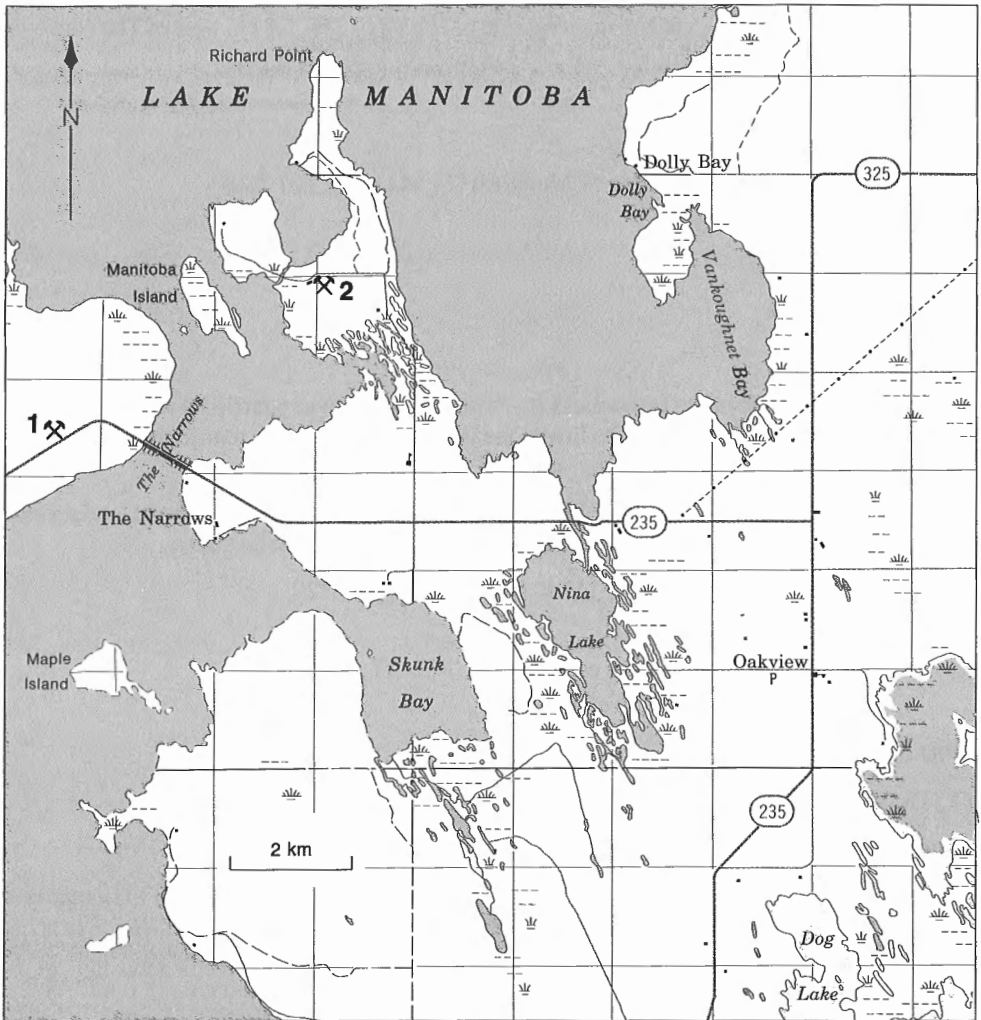 Richard Point
LAKE MANITOBA
N
Dolly Bay
325
Dolly
Bay
Manitoba
Island
2
Vankoughnet Bay
1
The Narrows
The Narrows
235
Nina
Lake
Maple
Island
Skunk
Bay
Oakview
P
235
2 km
Dog
Lake